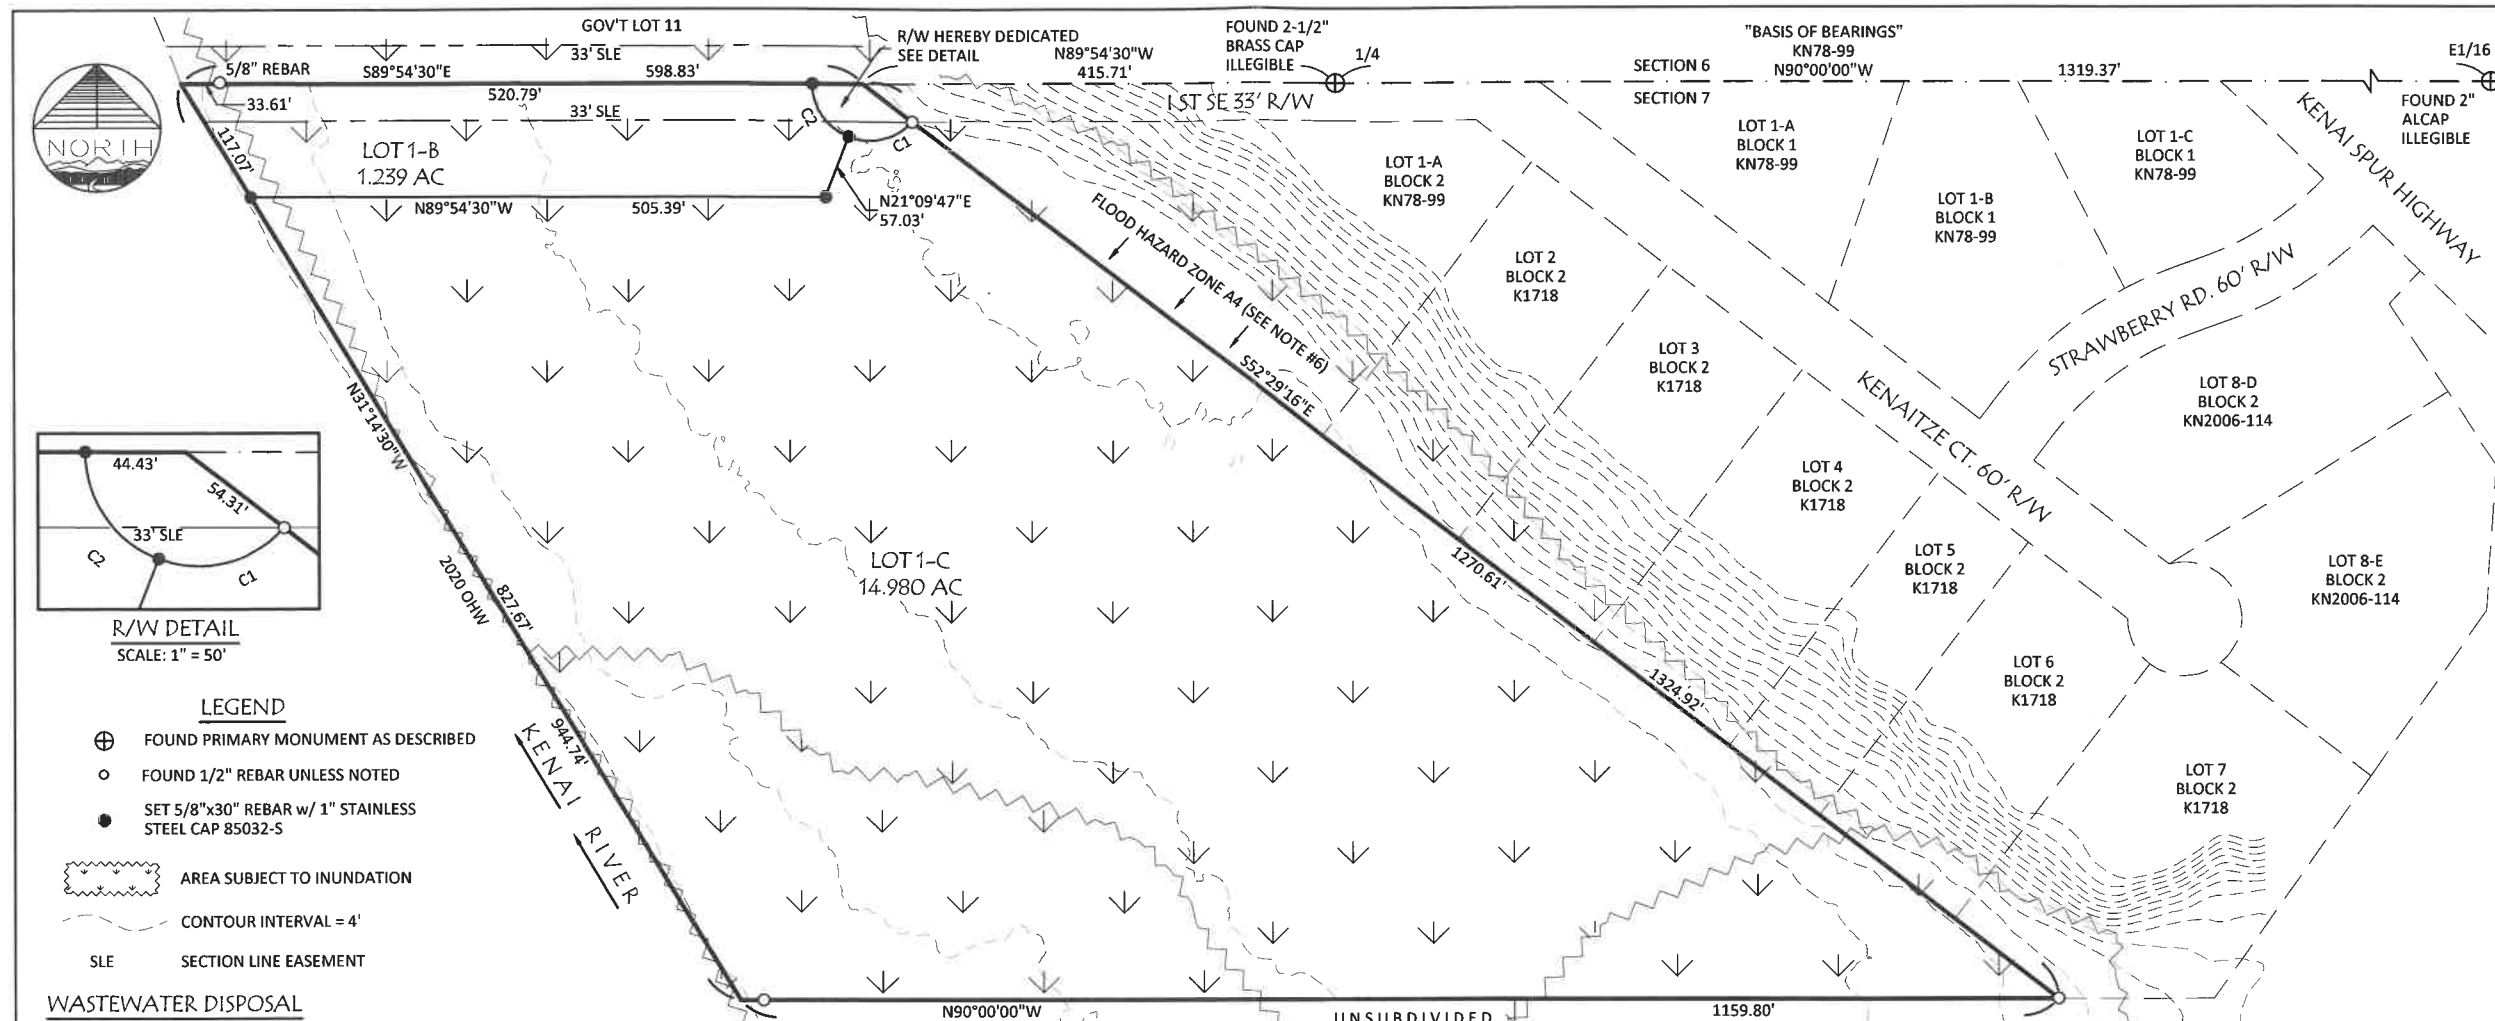 GOV'T LOT 11
33' SLE
R/W HEREBY DEDICATED
SEE DETAIL
N89°54'30"W
415.71'
FOUND 2-1/2"
BRASS CAP
ILLEGIBLE
1/4
"BASIS OF BEARINGS"
KN78-99
N90°00'00"W
1319.37'
E1/16
SECTION 6
SECTION 7
FOUND 2"
ALCAP
ILLEGIBLE
5/8" REBAR
S89°54'30"E
598.83'
520.79'
33.61'
33' SLE
1 ST SE 33' R/W
NORTH
117.07'
LOT 1-B
1.239 AC
C2
C1
N89°54'30"W
505.39'
N21°09'47"E
57.03'
LOT 1-A
BLOCK 2
KN78-99
LOT 1-A
BLOCK 1
KN78-99
LOT 1-B
BLOCK 1
KN78-99
LOT 1-C
BLOCK 1
KN78-99
KENAI SPUR HIGHWAY
STRAWBERRY RD. 60' R/W
FLOOD HAZARD ZONE A4 (SEE NOTE #6)
S52°29'16"E
LOT 2
BLOCK 2
K1718
LOT 3
BLOCK 2
K1718
KENAITZE CT. 60' R/W
LOT 8-D
BLOCK 2
KN2006-114
LOT 4
BLOCK 2
K1718
LOT 5
BLOCK 2
K1718
LOT 8-E
BLOCK 2
KN2006-114
LOT 6
BLOCK 2
K1718
LOT 7
BLOCK 2
K1718
N31°14'30"W
2020 OHW
827.67'
944.74'
KENAI RIVER
LOT 1-C
14.980 AC
1270.61'
1324.92'
44.43'
54.31'
33' SLE
C2
C1
R/W DETAIL
SCALE: 1" = 50'
LEGEND
FOUND PRIMARY MONUMENT AS DESCRIBED
FOUND 1/2" REBAR UNLESS NOTED
SET 5/8"x30" REBAR w/ 1" STAINLESS
STEEL CAP 85032-S
AREA SUBJECT TO INUNDATION
CONTOUR INTERVAL = 4'
SLE SECTION LINE EASEMENT
WASTEWATER DISPOSAL
N90°00'00"W
UNSUBDIVIDED
1159.80'